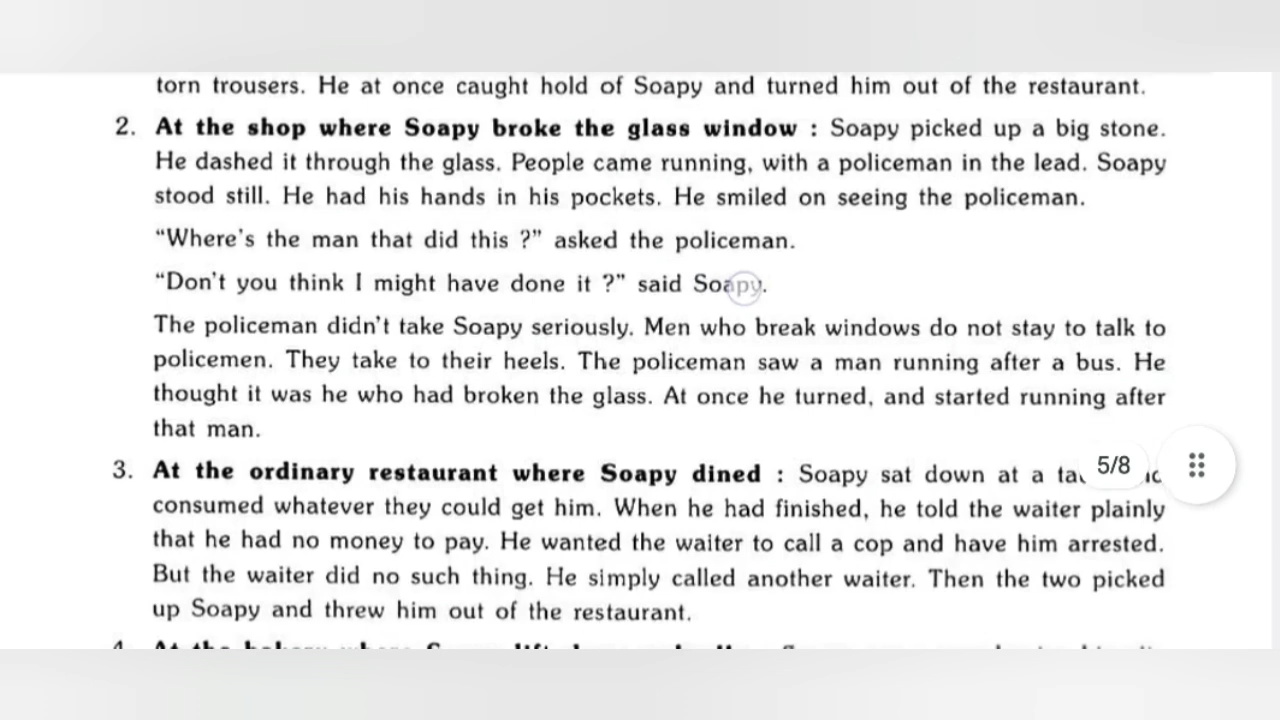 torn trousers. He at once caught hold of Soapy and turned him out of the restaurant.
2. At the shop where Soapy broke the glass window : Soapy picked up a big stone.
He dashed it through the glass. People came running, with a policeman in the lead. Soapy
stood still. He had his hands in his pockets. He smiled on seeing the policeman.
“Where's the man that did this ?” asked the policeman.
“Don't you think I might have done it ?” said Soapy.
The policeman didn't take Soapy seriously. Men who break windows do not stay to talk to
policemen. They take to their heels. The policeman saw a man running after a bus. He
thought it was he who had broken the glass. At once he turned, and started running after
that man.
3. At the ordinary restaurant where Soapy dined : Soapy sat down at a
consumed whatever they could get him. When he had finished, he told the waiter plainly
that he had no money to pay. He wanted the waiter to call a cop and have him arrested.
But the waiter did no such thing. He simply called another waiter. Then the two picked
up Soapy and threw him out of the restaurant.
5/8